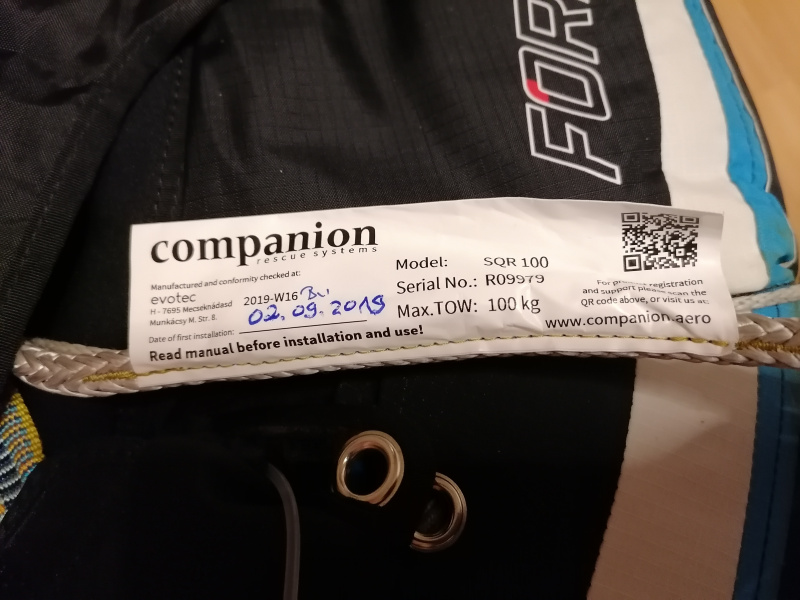 FOR
companion
rescue systems
Manufactured and conformity checked at:
evotec
H - 7695 Mecseknádasd
Munkácsy M. Str. 8.
2019-W16
Date of first installation: 02.09.2019
Read manual before installation and use!
Model: SQR 100
Serial No.: R09979
Max.TOW: 100 kg
For registration
and support please scan the
QR code above, or visit us at:
www.companion.aero